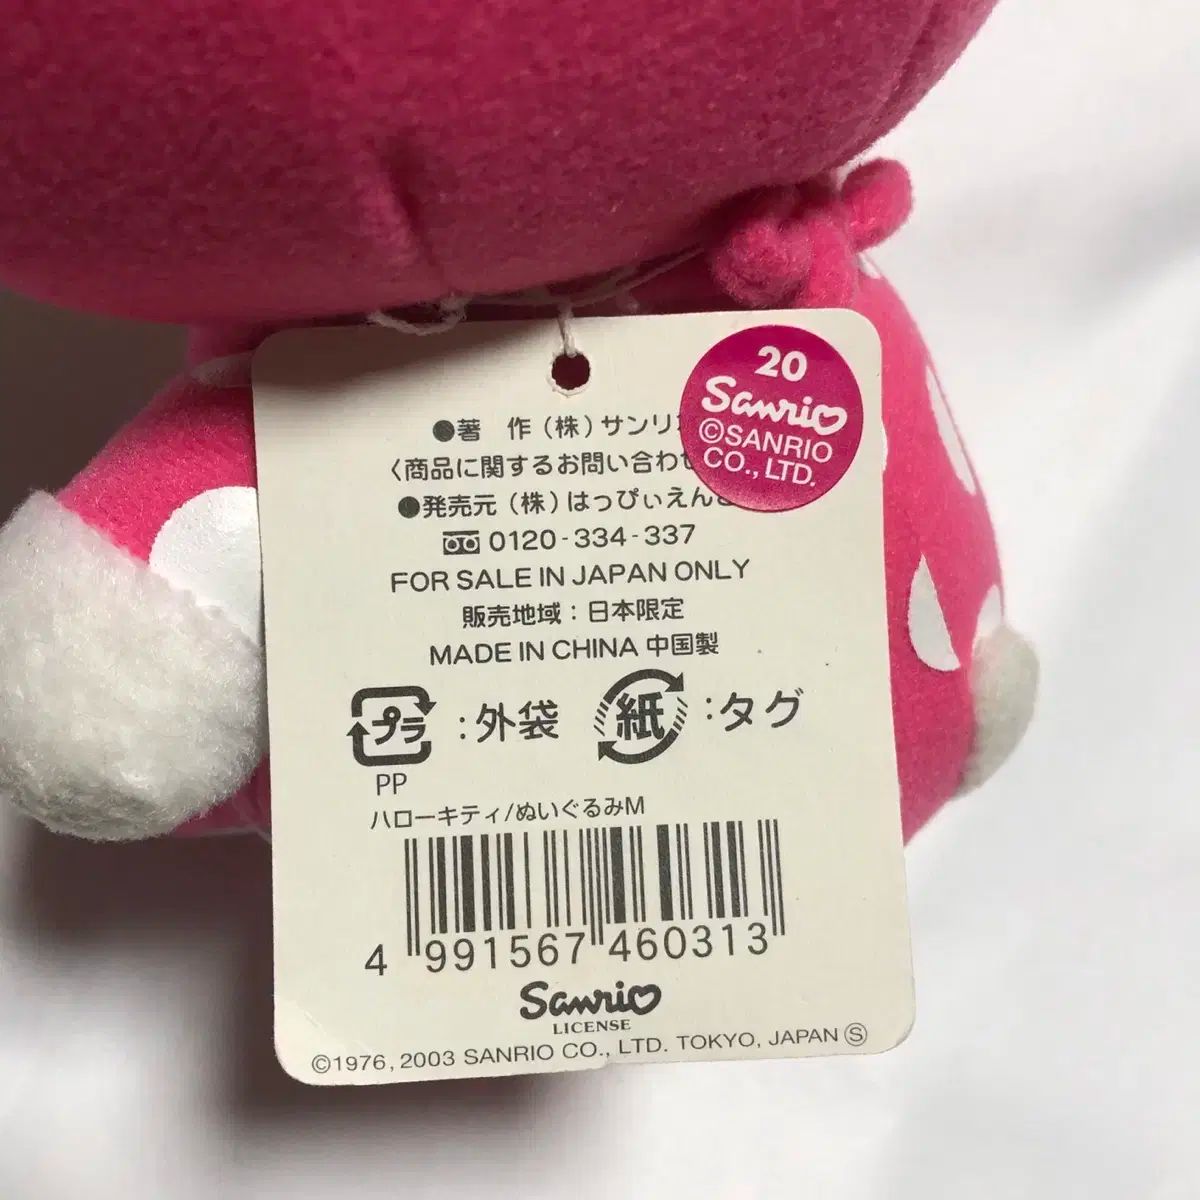 20
Sanrio
©SANRIO
CO., LTD.
●著 作(株)サンリ
〈商品に関するお問い合わ
●発売元(株)はっぴぃえん
0120-334-337
FOR SALE IN JAPAN ONLY
販売地域：日本限定
MADE IN CHINA 中国製
プラ：外袋 紙：タグ
PP
ハローキティ/ぬいぐるみM
4 991567 460313
Sanrio
LICENSE
©1976, 2003 SANRIO CO., LTD. TOKYO, JAPAN Ⓢ